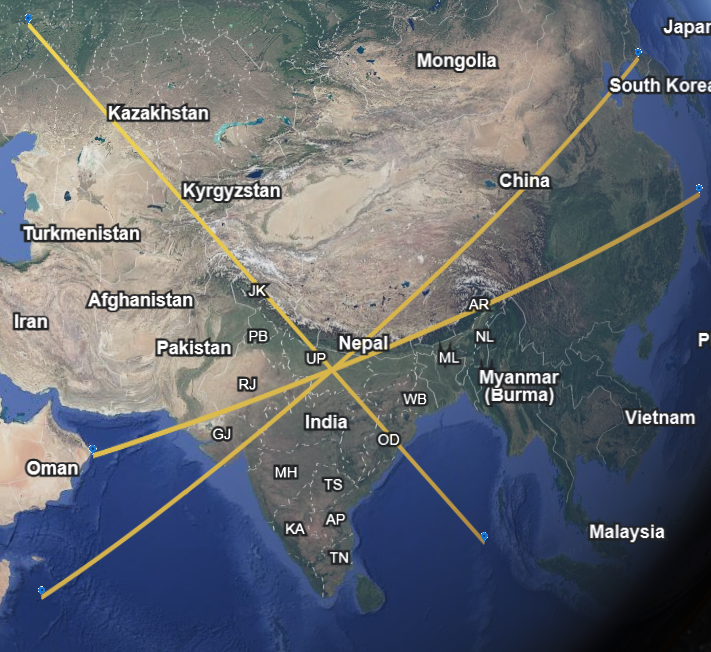 Japan
Mongolia
South Korea
Kazakhstan
China
Kyrgyzstan
Turkmenistan
JK
Afghanistan
AR
Iran
PB
Nepal
NL
P
Pakistan
UP
ML
RJ
Myanmar
(Burma)
WB
India
Vietnam
GJ
OD
Oman
MH
TS
AP
KA
Malaysia
TN